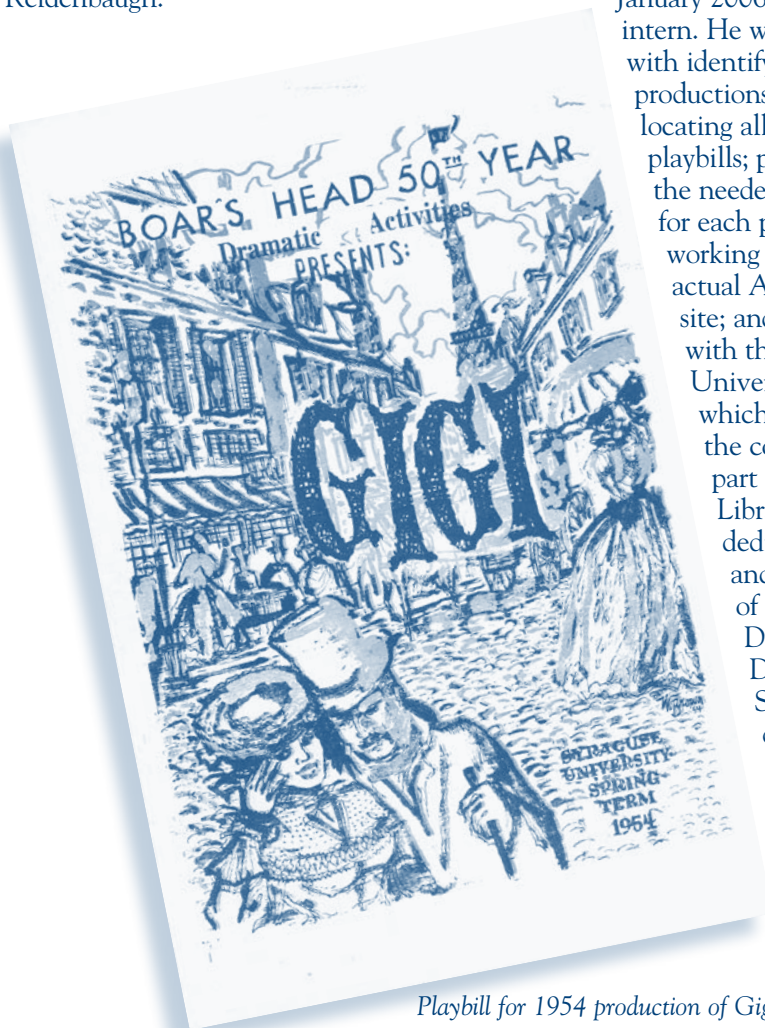 Reidenbaugh.
January 2006
intern. He w
with identify
productions
locating all
playbills; p
the neede
for each p
working
actual A
site; and
with th
Univer
which
the co
part
Libr
ded
and
of
D
D
S
BOAR'S HEAD 50TH YEAR
Dramatic Activities
PRESENTS:
GIGI
SYRACUSE
UNIVERSITY
SPRING
TERM
1954
Playbill for 1954 production of Gig